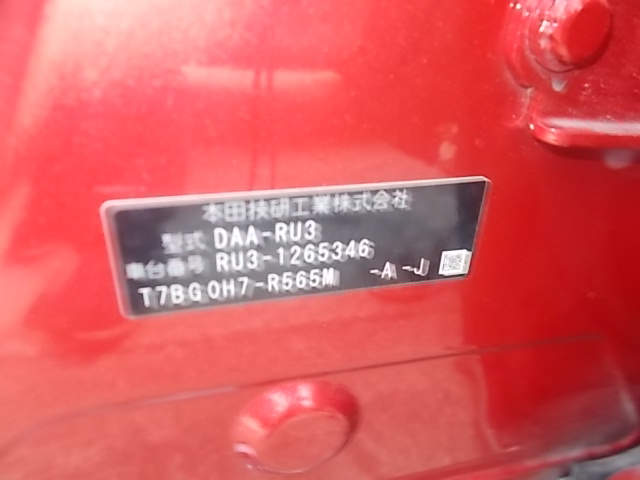 本田技研工業株式会社
型式 DAA-RU3
車台番号 RU3-1265346
T7BG0H7-R565M -A -J